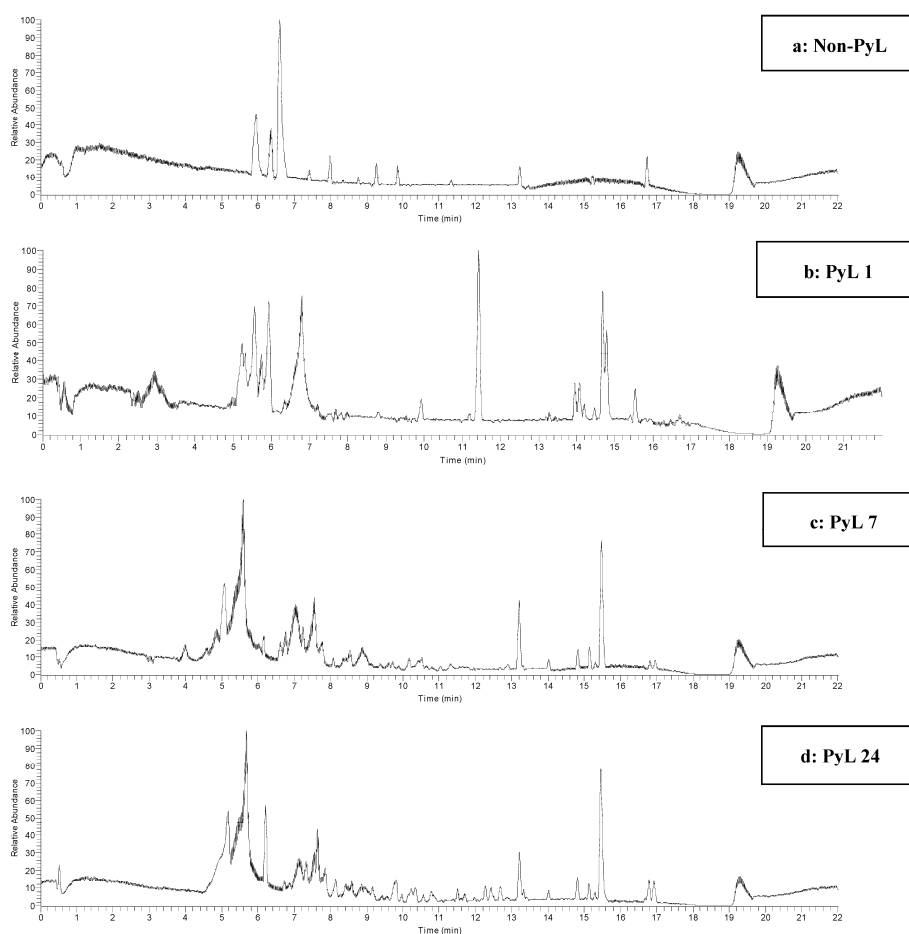 a: Non-PyL
Relative Abundance
100
90
80
70
60
50
40
30
20
10
0
0 1 2 3 4 5 6 7 8 9 10 11 12 13 14 15 16 17 18 19 20 21 22
Time (min)
b: PyL 1
Relative Abundance
100
90
80
70
60
50
40
30
20
10
0
0 1 2 3 4 5 6 7 8 9 10 11 12 13 14 15 16 17 18 19 20 21
Time (min)
c: PyL 7
Relative Abundance
100
90
80
70
60
50
40
30
20
10
0
0 1 2 3 4 5 6 7 8 9 10 11 12 13 14 15 16 17 18 19 20 21 22
Time (min)
d: PyL 24
Relative Abundance
100
90
80
70
60
50
40
30
20
10
0
0 1 2 3 4 5 6 7 8 9 10 11 12 13 14 15 16 17 18 19 20 21 22
Time (min)